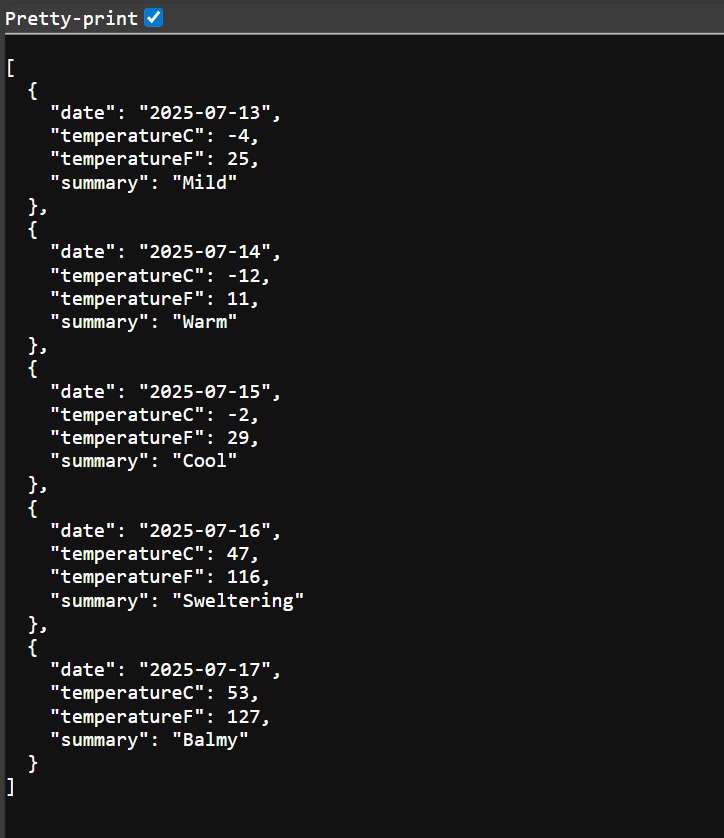 Pretty-print
[
  {
    "date": "2025-07-13",
    "temperatureC": -4,
    "temperatureF": 25,
    "summary": "Mild"
  },
  {
    "date": "2025-07-14",
    "temperatureC": -12,
    "temperatureF": 11,
    "summary": "Warm"
  },
  {
    "date": "2025-07-15",
    "temperatureC": -2,
    "temperatureF": 29,
    "summary": "Cool"
  },
  {
    "date": "2025-07-16",
    "temperatureC": 47,
    "temperatureF": 116,
    "summary": "Sweltering"
  },
  {
    "date": "2025-07-17",
    "temperatureC": 53,
    "temperatureF": 127,
    "summary": "Balmy"
  }
]